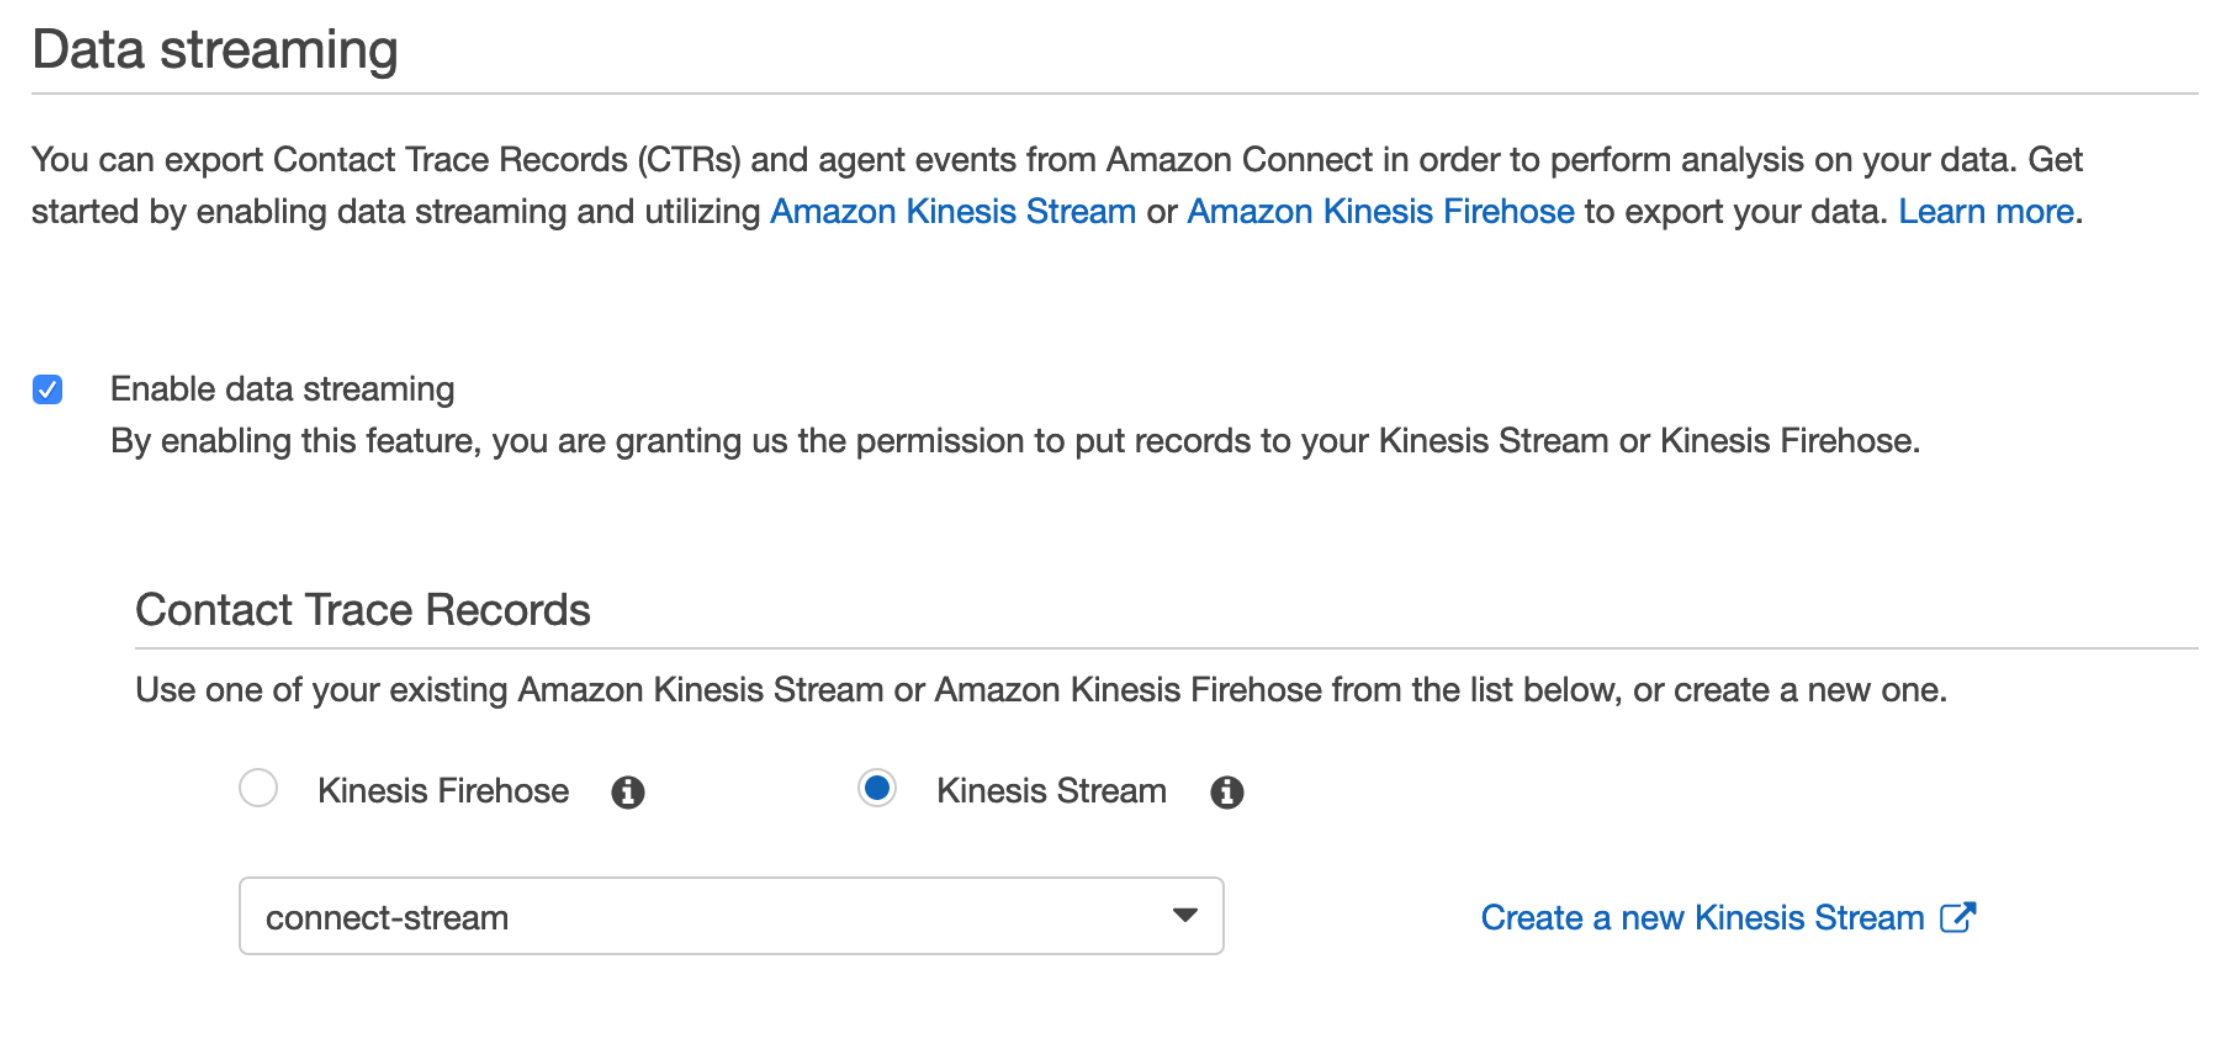 Data streaming
You can export Contact Trace Records (CTRs) and agent events from Amazon Connect in order to perform analysis on your data. Get
started by enabling data streaming and utilizing Amazon Kinesis Stream or Amazon Kinesis Firehose to export your data. Learn more.
Enable data streaming
By enabling this feature, you are granting us the permission to put records to your Kinesis Stream or Kinesis Firehose.
Contact Trace Records
Use one of your existing Amazon Kinesis Stream or Amazon Kinesis Firehose from the list below, or create a new one.
Kinesis Firehose Kinesis Stream
connect-stream Create a new Kinesis Stream